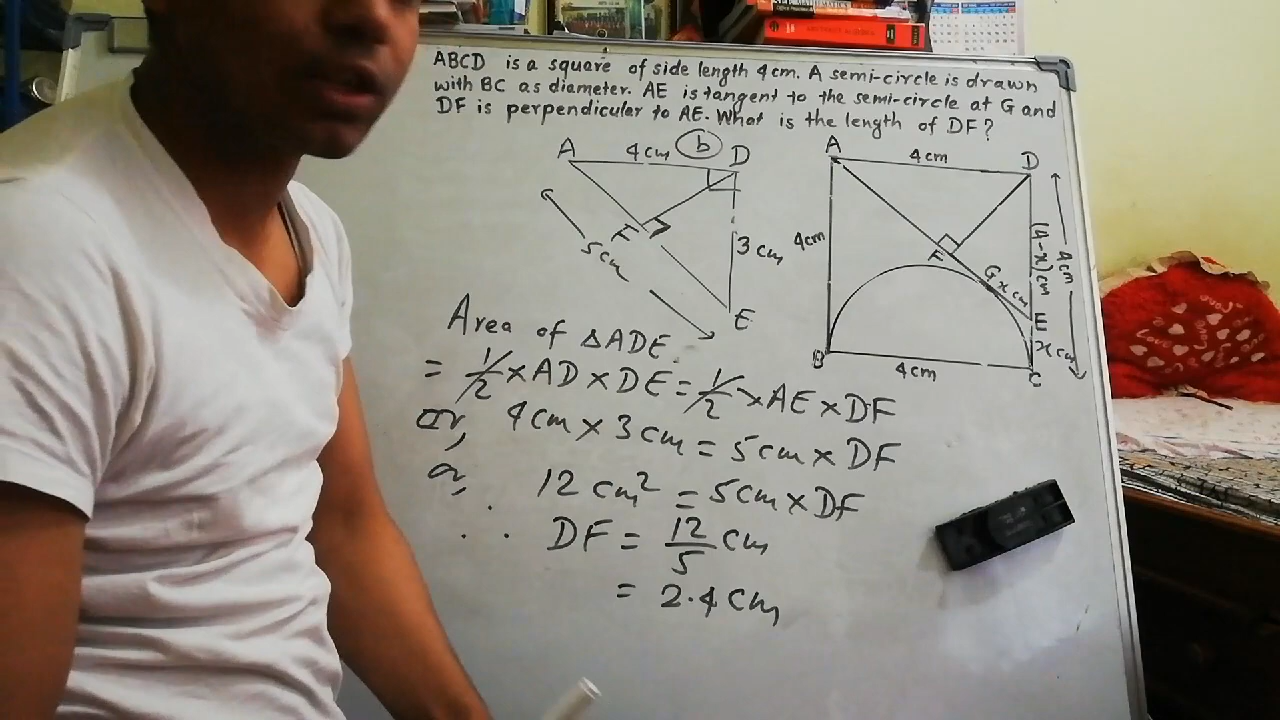 ABCD is a square of side length 4cm. A semi-circle is drawn
with BC as diameter. AE is tangent to the semi-circle at G and
DF is perpendicular to AE. What is the length of DF?
A 4cm b D
F
5cm
3 cm
E
A 4cm D
4cm
F
G x cm
(4-x) cm
4cm
E
x cm
B 4cm C
Area of △ADE
= 1/2 × AD × DE = 1/2 × AE × DF
or, 4cm × 3cm = 5cm × DF
or, 12 cm² = 5cm × DF
∴ DF = 12/5 cm
= 2.4 cm